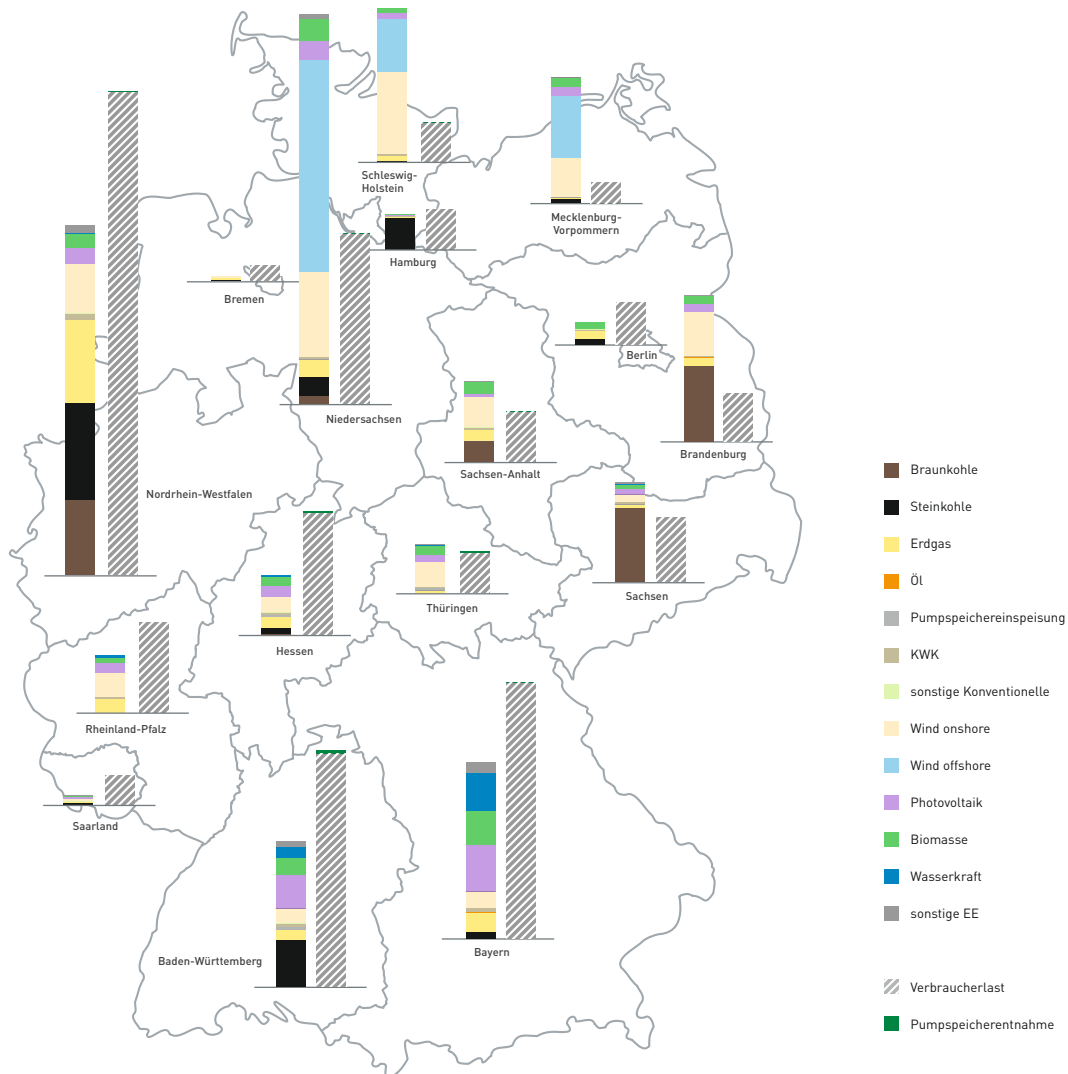 Schleswig-
Holstein
Mecklenburg-
Vorpommern
Hamburg
Bremen
Berlin
Niedersachsen
Brandenburg
Sachsen-Anhalt
Nordrhein-Westfalen
Sachsen
Thüringen
Hessen
Rheinland-Pfalz
Saarland
Baden-Württemberg
Bayern
Braunkohle
Steinkohle
Erdgas
Öl
Pumpspeichereinspeisung
KWK
sonstige Konventionelle
Wind onshore
Wind offshore
Photovoltaik
Biomasse
Wasserkraft
sonstige EE
Verbraucherlast
Pumpspeicherentnahme